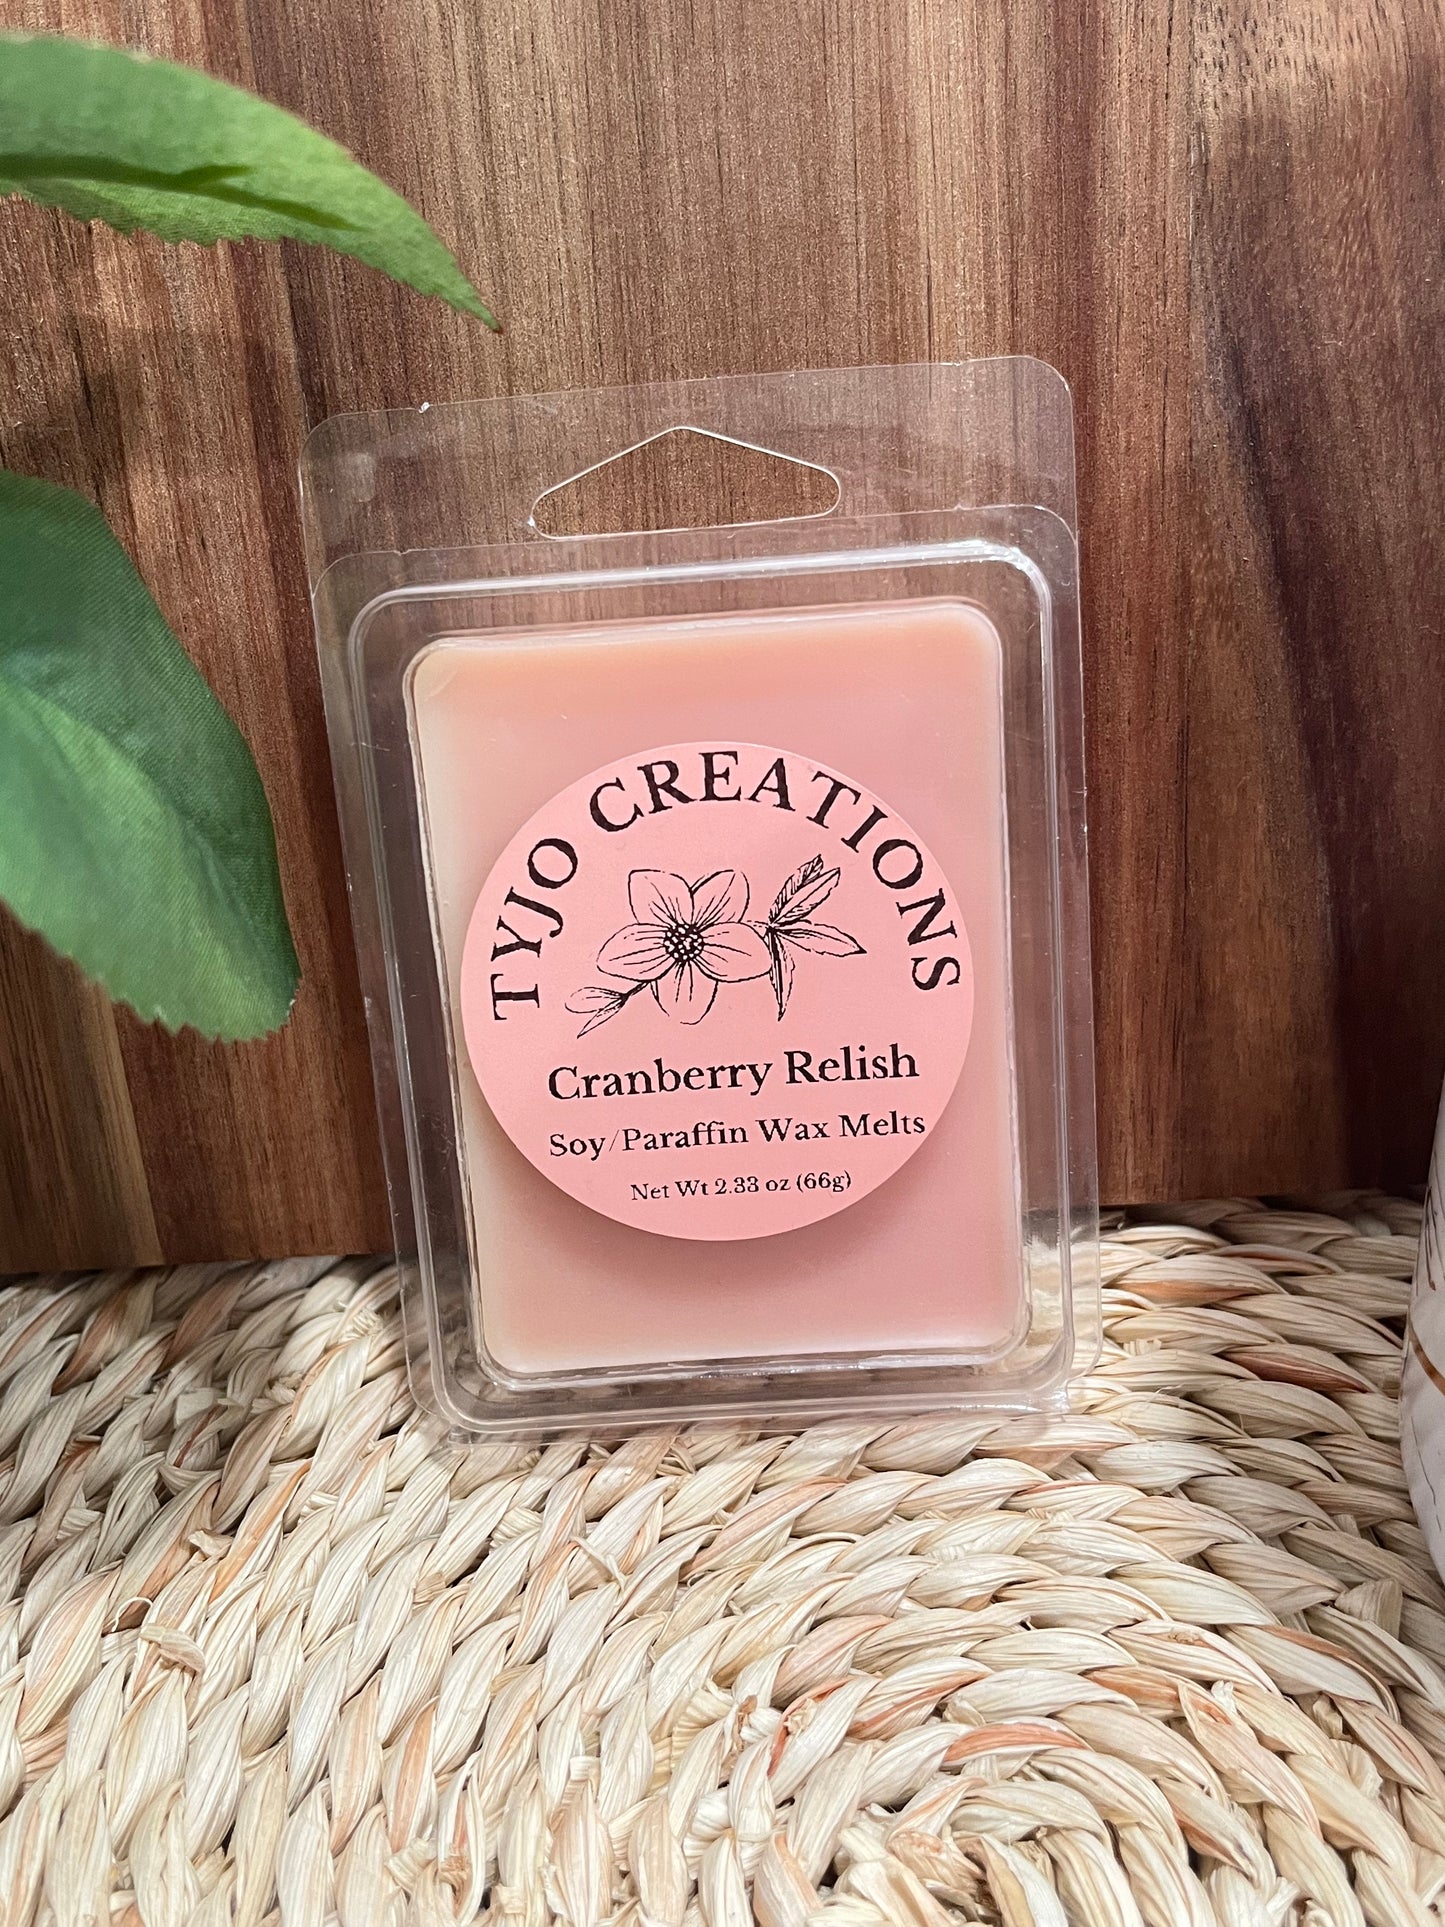 TYJO CREATIONS
Cranberry Relish
Soy/Paraffin Wax Melts
Net Wt 2.33 oz (66g)